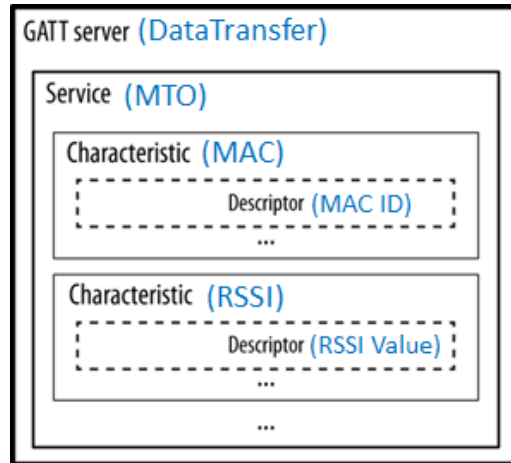 GATT server (DataTransfer)
Service (MTO)
Characteristic (MAC)
Descriptor (MAC ID)
...
Characteristic (RSSI)
Descriptor (RSSI Value)
...
...